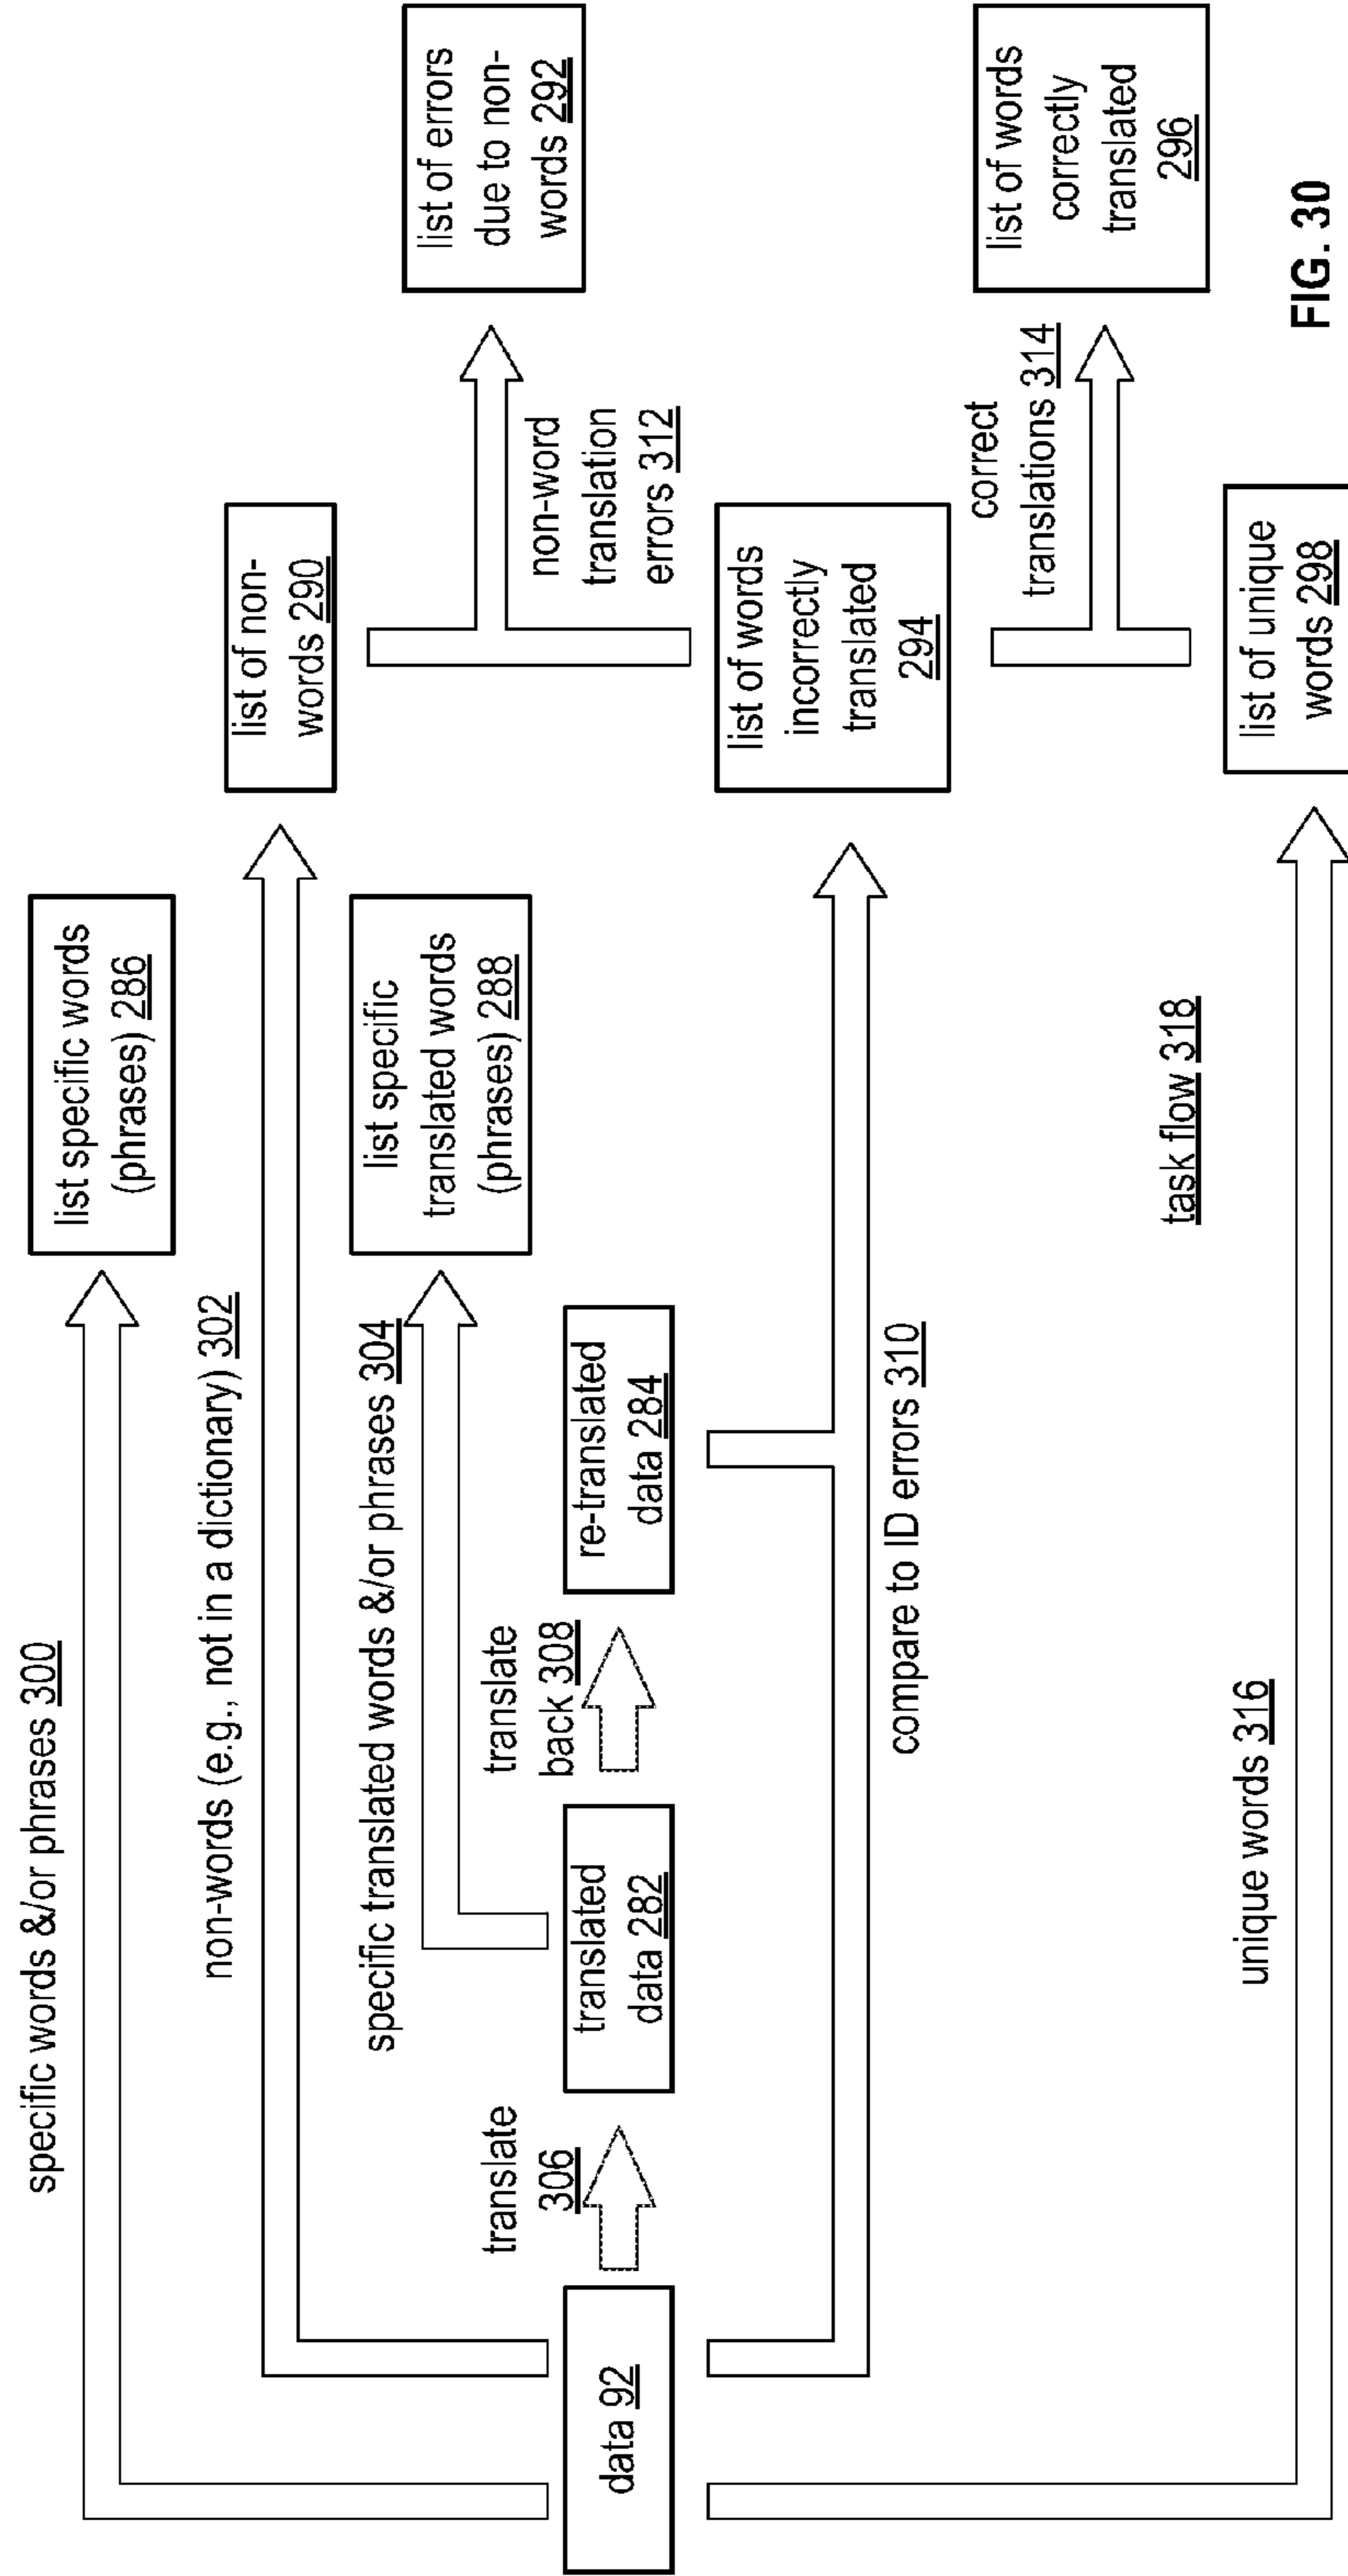 specific words &/or phrases 300
list specific words
(phrases) 286
non-words (e.g., not in a dictionary) 302
list of non-
words 290
specific translated words &/or phrases 304
list specific
translated words
(phrases) 288
list of errors
due to non-
words 292
non-word
translation
errors 312
translate
306
translate
back 308
data 92
translated
data 282
re-translated
data 284
list of words
incorrectly
translated
294
compare to ID errors 310
correct
translations 314
list of words
correctly
translated
296
task flow 318
unique words 316
list of unique
words 298
FIG. 30